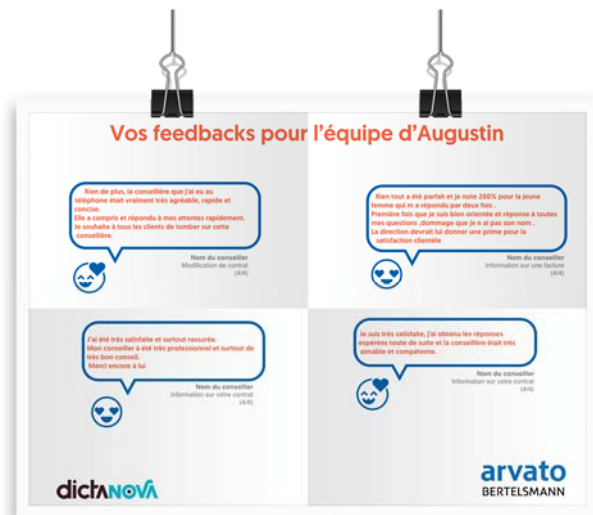 Vos feedbacks pour l'équipe d'Augustin
Rien de plus, la conseillère que j'ai eu au
téléphone était vraiment très agréable, rapide et
concise.
Elle a compris et répondu à mes attentes rapidement.
Je souhaite à tous les clients de tomber sur cette
conseillère.
Nom du conseiller
Modification de contrat
(4/4)
Rien tout a été parfait et je note 200% pour la jeune
femme qui m a répondu par deux fois .
Première fois que je suis bien orientée et réponse à toutes
mes questions ,dommage que je n ai pas son nom .
La direction devrait lui donner une prime pour la
satisfaction clientéle
Nom du conseiller
Information sur une facture
(4/4)
J'ai été très satisfaite et surtout rassurée.
Mon conseiller à été très professionnel et surtout de
très bon conseil.
Merci encore à lui
Nom du conseiller
Information sur votre contrat
(4/4)
Je suis très satisfaite, j'ai obtenu les réponses
espérées toute de suite et la conseillère était très
aimable et compétente.
Nom du conseiller
Information sur votre contrat
(4/4)
dictanova
arvato
BERTELSMANN